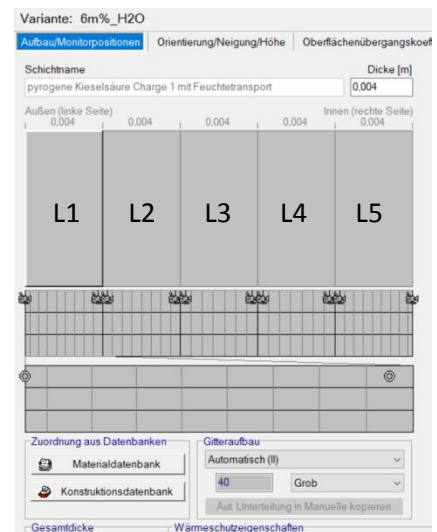 Variante: 6m%_H2O
Aufbau/Monitorpositionen Orientierung/Neigung/Höhe Oberflächenübergangskoef
Schichtname Dicke [m]
pyrogene Kieselsäure Charge 1 mit Feuchtetransport 0,004
Außen (linke Seite) Innen (rechte Seite)
0,004 0,004 0,004 0,004 0,004
L1 L2 L3 L4 L5
Zuordnung aus Datenbanken Gitteraufbau
Materialdatenbank Automatisch (II)
Konstruktionsdatenbank 40 Grob
Aut. Unterteilung in Manuelle kopieren
Gesamtdicke Wärmeschutzeigenschaften